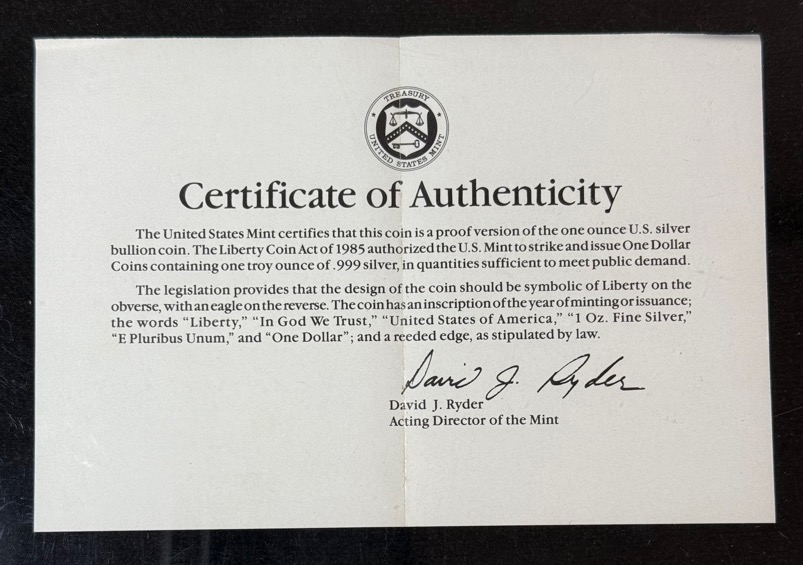 TREASURY
UNITED STATES MINT
Certificate of Authenticity
The United States Mint certifies that this coin is a proof version of the one ounce U.S. silver
bullion coin. The Liberty Coin Act of 1985 authorized the U.S. Mint to strike and issue One Dollar
Coins containing one troy ounce of .999 silver, in quantities sufficient to meet public demand.
The legislation provides that the design of the coin should be symbolic of Liberty on the
obverse, with an eagle on the reverse. The coin has an inscription of the year of minting or issuance;
the words “Liberty,” “In God We Trust,” “United States of America,” “1 Oz. Fine Silver,”
“E Pluribus Unum,” and “One Dollar”; and a reeded edge, as stipulated by law.
David J. Ryder
David J. Ryder
Acting Director of the Mint